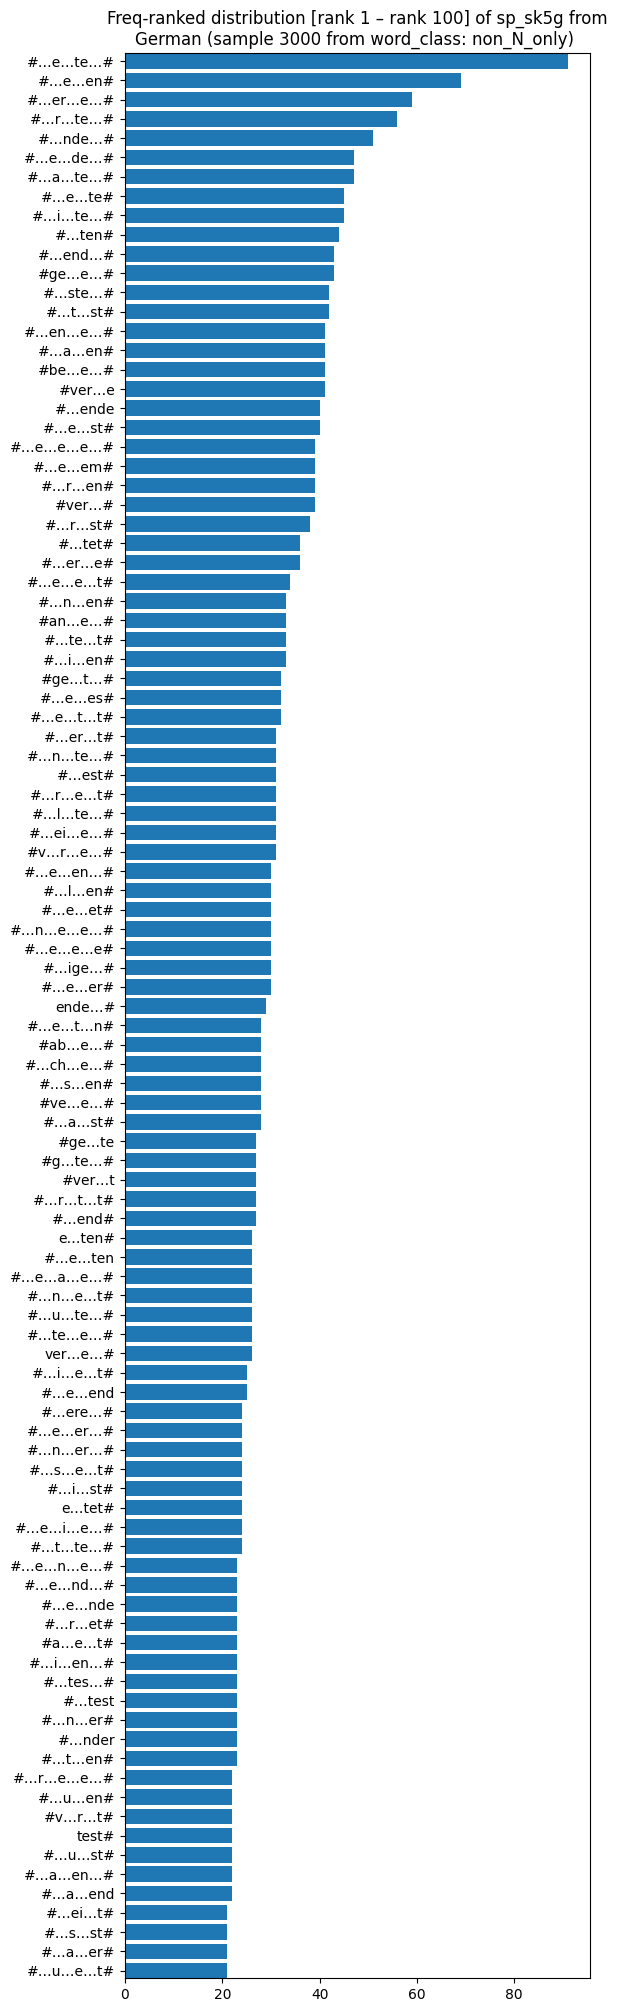 Freq-ranked distribution [rank 1 – rank 100] of sp_sk5g from
German (sample 3000 from word_class: non_N_only)
#…e…te…#
#…e…en#
#…er…e…#
#…r…te…#
#…nde…#
#…e…de…#
#…a…te…#
#…e…te#
#…i…te…#
#…ten#
#…end…#
#ge…e…#
#…ste…#
#…t…st#
#…en…e…#
#…a…en#
#be…e…#
#ver…e
#…ende
#…e…st#
#…e…e…e…#
#…e…em#
#…r…en#
#ver…#
#…r…st#
#…tet#
#…er…e#
#…e…e…t#
#…n…en#
#an…e…#
#…te…t#
#…i…en#
#ge…t…#
#…e…es#
#…e…t…t#
#…er…t#
#…n…te…#
#…est#
#…r…e…t#
#…l…te…#
#…ei…e…#
#v…r…e…#
#…e…en…#
#…l…en#
#…e…et#
#…n…e…e…#
#…e…e…e#
#…ige…#
#…e…er#
ende…#
#…e…t…n#
#ab…e…#
#…ch…e…#
#…s…en#
#ve…e…#
#…a…st#
#ge…te
#g…te…#
#ver…t
#…r…t…t#
#…end#
e…ten#
#…e…ten
#…e…a…e…#
#…n…e…t#
#…u…te…#
#…te…e…#
ver…e…#
#…i…e…t#
#…e…end
#…ere…#
#…e…er…#
#…n…er…#
#…s…e…t#
#…i…st#
e…tet#
#…e…i…e…#
#…t…te…#
#…e…n…e…#
#…e…nd…#
#…e…nde
#…r…et#
#a…e…t#
#…i…en…#
#…tes…#
#…test
#…n…er#
#…nder
#…t…en#
#…r…e…e…#
#…u…en#
#v…r…t#
test#
#…u…st#
#…a…en…#
#…a…end
#…ei…t#
#…s…st#
#…a…er#
#…u…e…t#
0 20 40 60 80